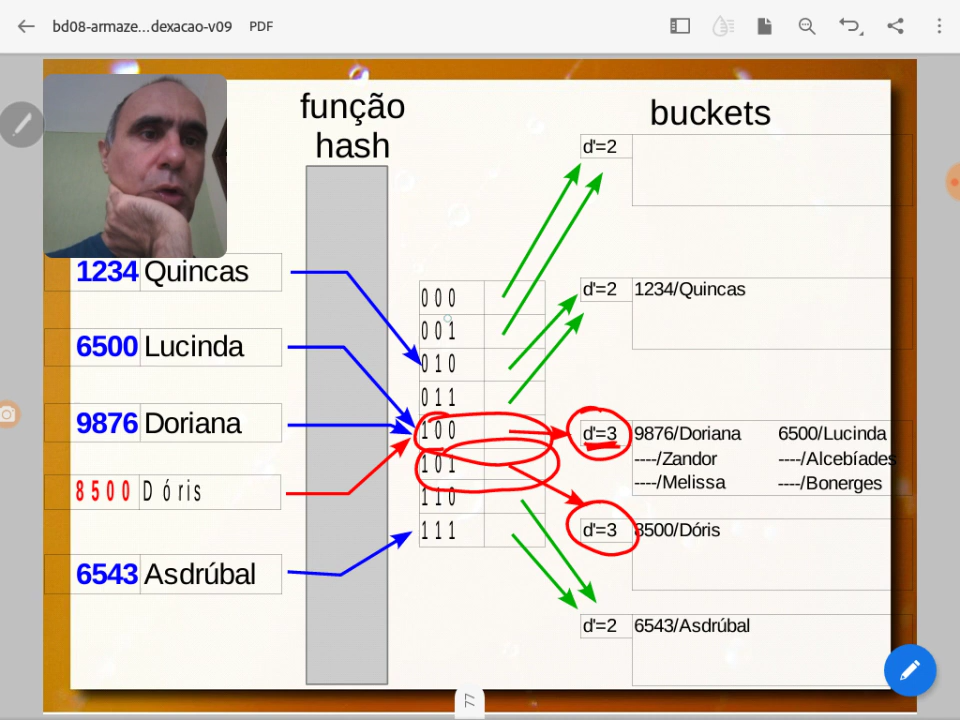 bd08-armaze...dexacao-v09 PDF
função
hash
buckets
1234 Quincas
6500 Lucinda
9876 Doriana
8500 Dóris
6543 Asdrúbal
000
001
010
011
100
101
110
111
d'=2
d'=2 1234/Quincas
d'=3 9876/Doriana 6500/Lucinda
----/Zandor ----/Alcebíades
----/Melissa ----/Bonerges
d'=3 8500/Dóris
d'=2 6543/Asdrúbal
77